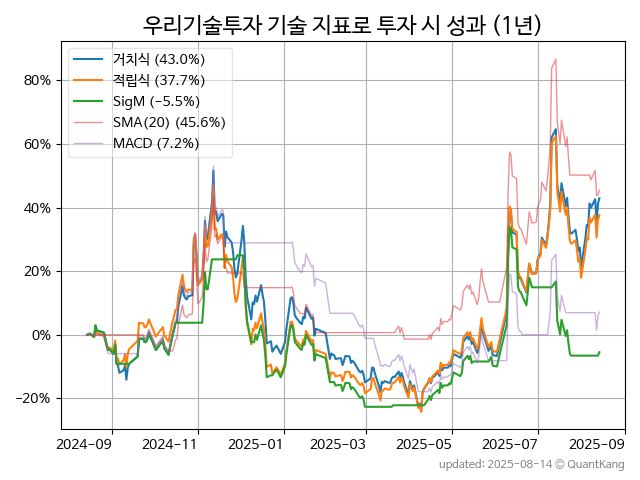 우리기술투자 기술 지표로 투자 시 성과 (1년)
거치식 (43.0%)
적립식 (37.7%)
SigM (−5.5%)
SMA(20) (45.6%)
MACD (7.2%)
80%
60%
40%
20%
0%
−20%
2024-09 2024-11 2025-01 2025-03 2025-05 2025-07 2025-09
updated: 2025-08-14 © QuantKang